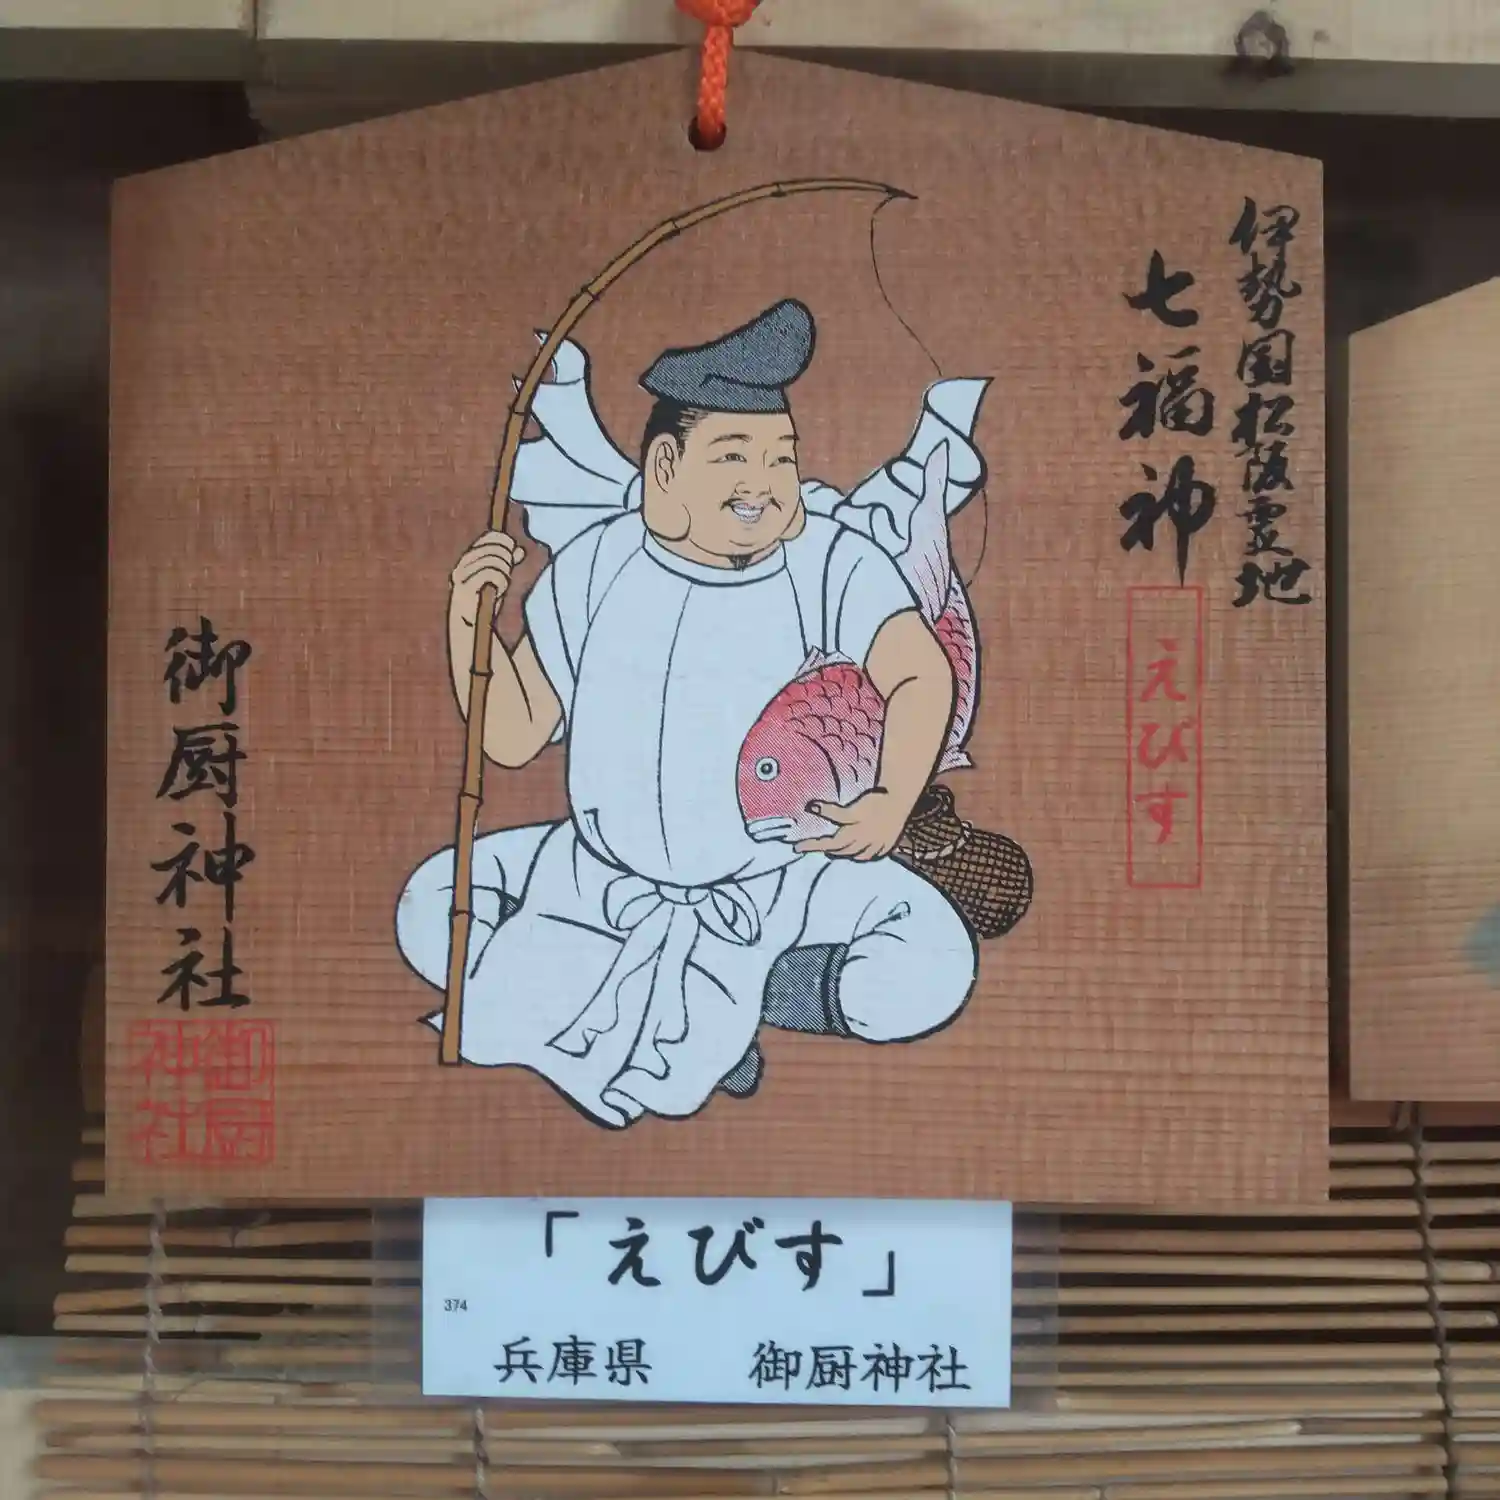 伊勢国松阪霊地
七福神
えびす
御厨神社
御厨
神社
「えびす」
374
兵庫県 御厨神社